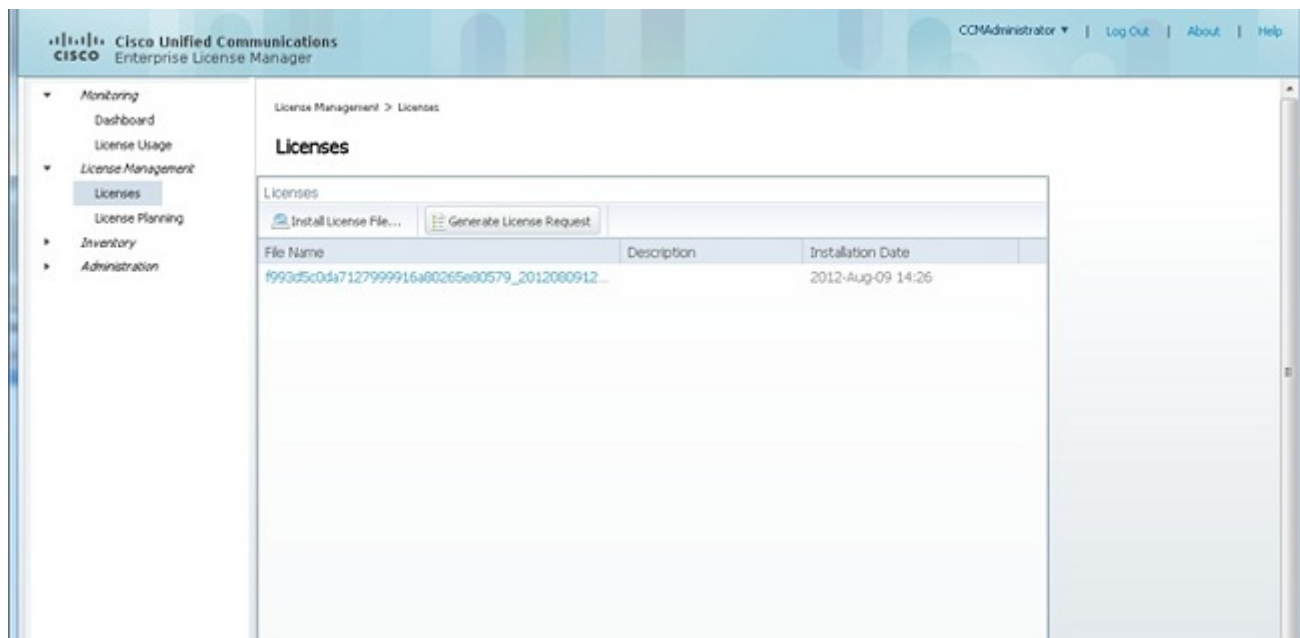 Cisco Unified Communications
CISCO Enterprise License Manager
CCMAdministrator | Log Out | About | Help
Monitoring
Dashboard
License Usage
License Management
Licenses
License Planning
Inventory
Administration
License Management > Licenses
Licenses
Licenses
Install License File... Generate License Request
File Name Description Installation Date
f993d5c0da7127999916a80265e80579_2012080912... 2012-Aug-09 14:26